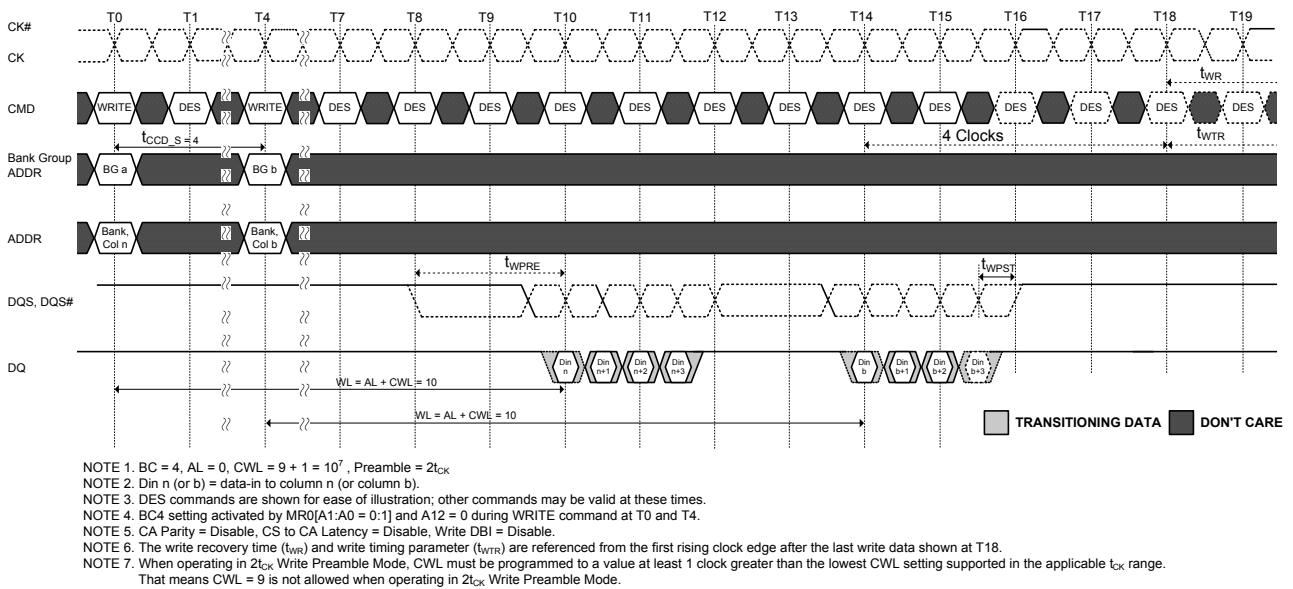 T0 T1 T4 T7 T8 T9 T10 T11 T12 T13 T14 T15 T16 T17 T18 T19
CK#
CK
tWR
CMD WRITE DES WRITE DES DES DES DES DES DES DES DES DES DES DES DES DES
tCCD_S = 4
4 Clocks
tWTR
Bank Group
ADDR
BG a BG b
ADDR
Bank, Bank,
Col n Col b
tWPRE tWPST
DQS, DQS#
DQ
Din Din Din Din Din Din Din Din
n n+1 n+2 n+3 b b+1 b+2 b+3
WL = AL + CWL = 10
WL = AL + CWL = 10
TRANSITIONING DATA DON'T CARE
NOTE 1. BC = 4, AL = 0, CWL = 9 + 1 = 10⁷ , Preamble = 2tCK
NOTE 2. Din n (or b) = data-in to column n (or column b).
NOTE 3. DES commands are shown for ease of illustration; other commands may be valid at these times.
NOTE 4. BC4 setting activated by MR0[A1:A0 = 0:1] and A12 = 0 during WRITE command at T0 and T4.
NOTE 5. CA Parity = Disable, CS to CA Latency = Disable, Write DBI = Disable.
NOTE 6. The write recovery time (tWR) and write timing parameter (tWTR) are referenced from the first rising clock edge after the last write data shown at T18.
NOTE 7. When operating in 2tCK Write Preamble Mode, CWL must be programmed to a value at least 1 clock greater than the lowest CWL setting supported in the applicable tCK range.
That means CWL = 9 is not allowed when operating in 2tCK Write Preamble Mode.